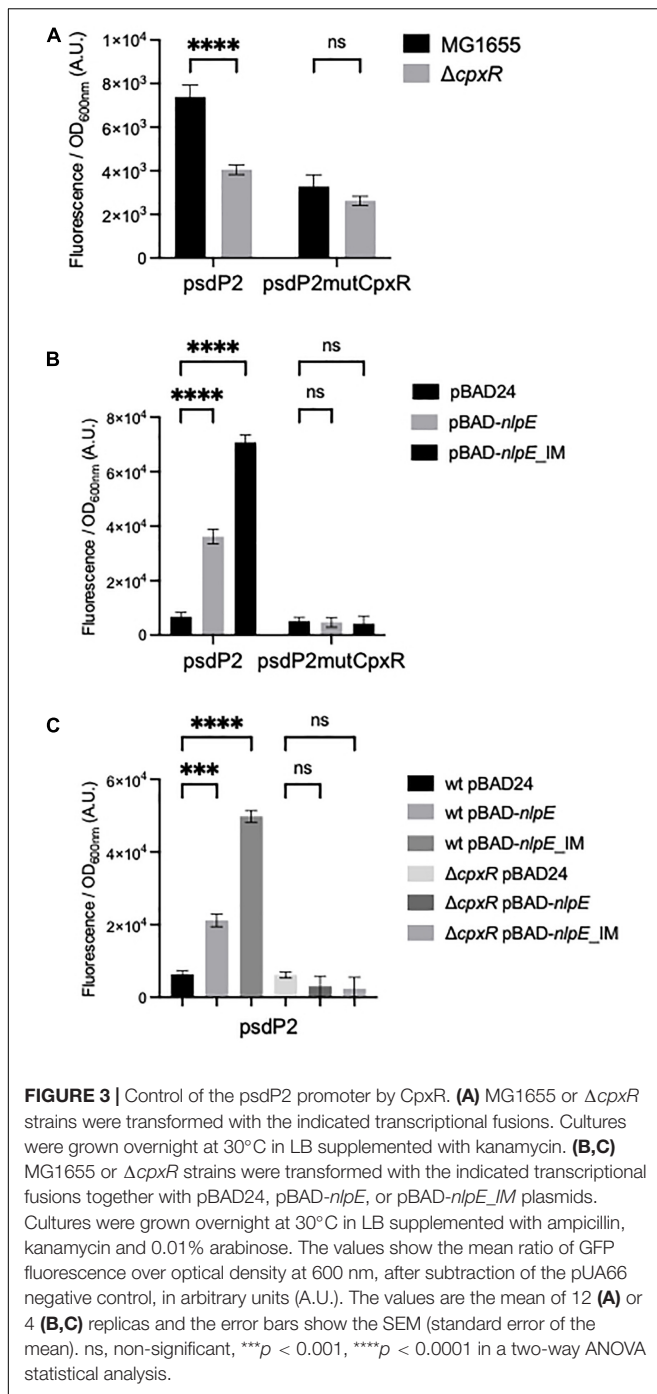 A
****
ns
MG1655
ΔcpxR
Fluorescence / OD600nm (A.U.)
1×10⁴
8×10³
6×10³
4×10³
2×10³
0
psdP2
psdP2mutCpxR
B
****
****
ns
ns
pBAD24
pBAD-nlpE
pBAD-nlpE_IM
Fluorescence / OD600nm (A.U.)
8×10⁴
6×10⁴
4×10⁴
2×10⁴
0
psdP2
psdP2mutCpxR
C
****
***
ns
ns
wt pBAD24
wt pBAD-nlpE
wt pBAD-nlpE_IM
ΔcpxR pBAD24
ΔcpxR pBAD-nlpE
ΔcpxR pBAD-nlpE_IM
Fluorescence / OD600nm (A.U.)
6×10⁴
4×10⁴
2×10⁴
0
psdP2
FIGURE 3 | Control of the psdP2 promoter by CpxR. (A) MG1655 or ΔcpxR
strains were transformed with the indicated transcriptional fusions. Cultures
were grown overnight at 30°C in LB supplemented with kanamycin. (B,C)
MG1655 or ΔcpxR strains were transformed with the indicated transcriptional
fusions together with pBAD24, pBAD-nlpE, or pBAD-nlpE_IM plasmids.
Cultures were grown overnight at 30°C in LB supplemented with ampicillin,
kanamycin and 0.01% arabinose. The values show the mean ratio of GFP
fluorescence over optical density at 600 nm, after subtraction of the pUA66
negative control, in arbitrary units (A.U.). The values are the mean of 12 (A) or
4 (B,C) replicas and the error bars show the SEM (standard error of the
mean). ns, non-significant, ***p < 0.001, ****p < 0.0001 in a two-way ANOVA
statistical analysis.